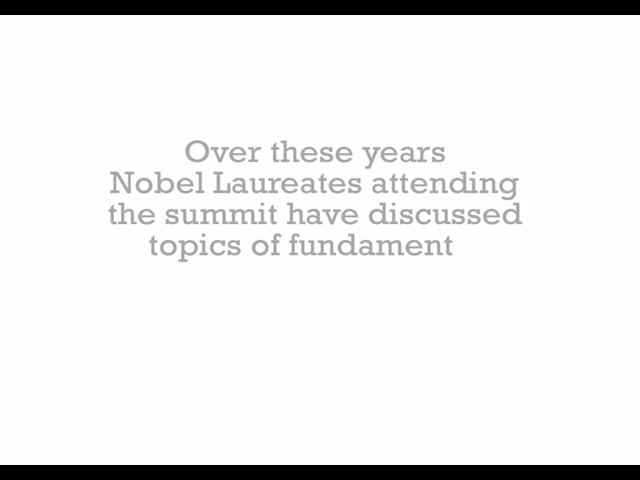 Over these years
Nobel Laureates attending
the summit have discussed
topics of fundament